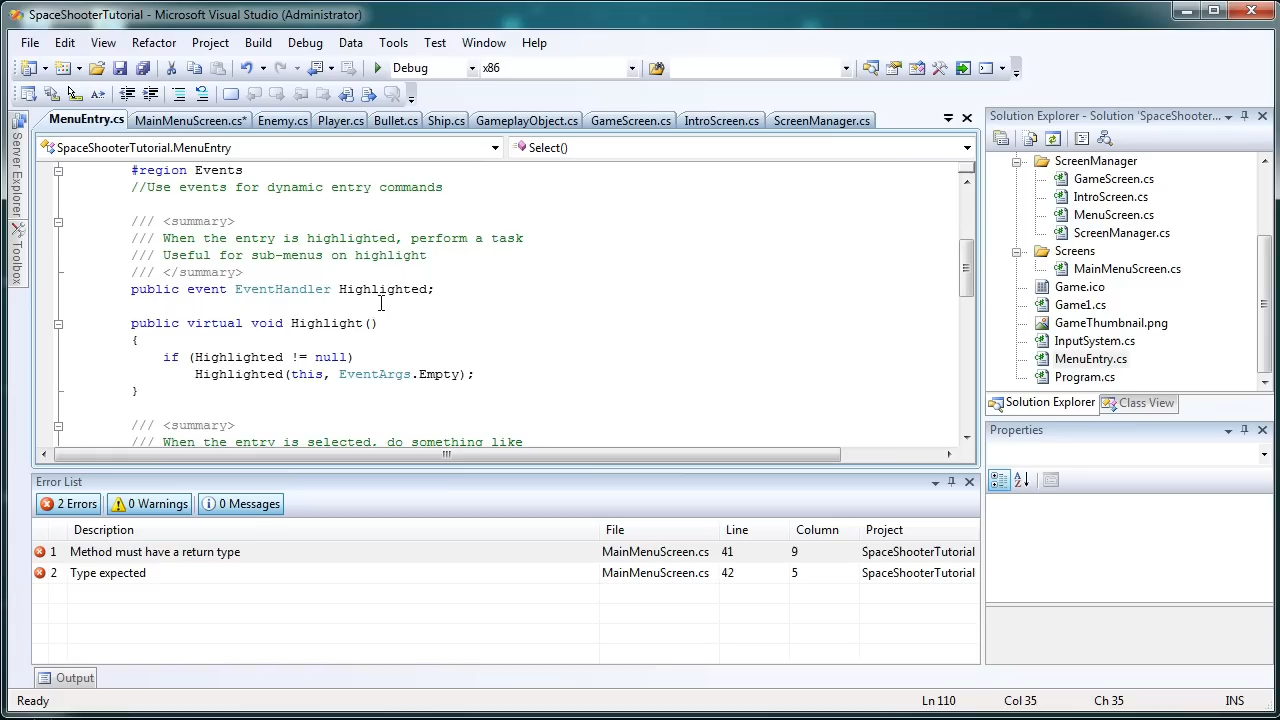 SpaceShooterTutorial - Microsoft Visual Studio (Administrator)
File Edit View Refactor Project Build Debug Data Tools Test Window Help
Debug x86
MenuEntry.cs MainMenuScreen.cs* Enemy.cs Player.cs Bullet.cs Ship.cs GameplayObject.cs GameScreen.cs IntroScreen.cs ScreenManager.cs
SpaceShooterTutorial.MenuEntry Select()
Server Explorer
Toolbox
#region Events
//Use events for dynamic entry commands
/// <summary>
/// When the entry is highlighted, perform a task
/// Useful for sub-menus on highlight
/// </summary>
public event EventHandler Highlighted;
public virtual void Highlight()
{
if (Highlighted != null)
Highlighted(this, EventArgs.Empty);
}
/// <summary>
/// When the entry is selected, do something like
Solution Explorer - Solution 'SpaceShooter...
ScreenManager
GameScreen.cs
IntroScreen.cs
MenuScreen.cs
ScreenManager.cs
Screens
MainMenuScreen.cs
Game.ico
Game1.cs
GameThumbnail.png
InputSystem.cs
MenuEntry.cs
Program.cs
Solution Explorer Class View
Properties
Error List
2 Errors 0 Warnings 0 Messages
Description File Line Column Project
1 Method must have a return type MainMenuScreen.cs 41 9 SpaceShooterTutorial
2 Type expected MainMenuScreen.cs 42 5 SpaceShooterTutorial
Output
Ready Ln 110 Col 35 Ch 35 INS